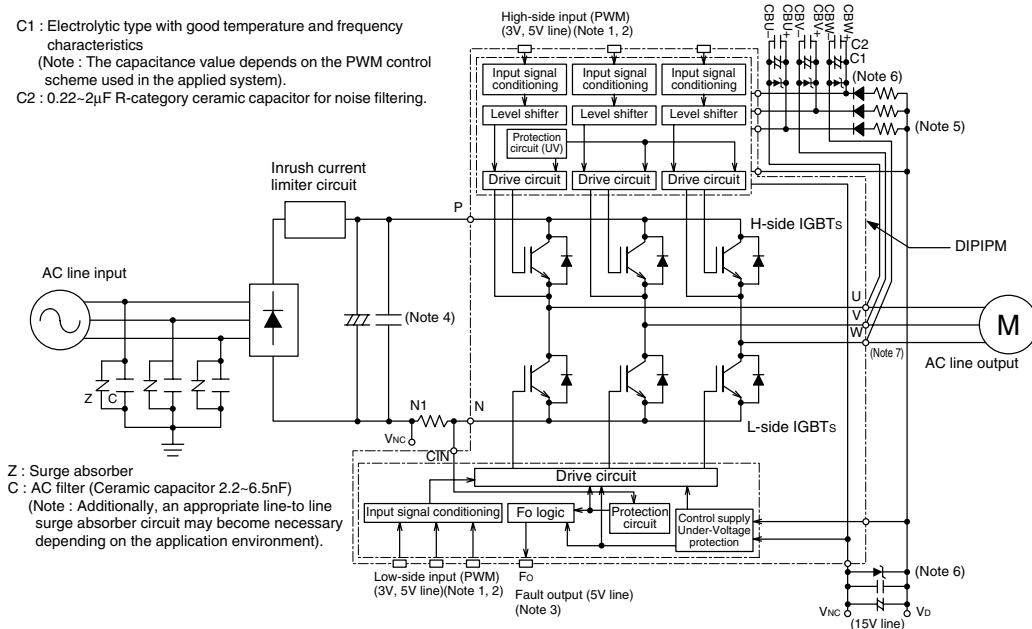 C1 : Electrolytic type with good temperature and frequency
characteristics
(Note : The capacitance value depends on the PWM control
scheme used in the applied system).
C2 : 0.22~2μF R-category ceramic capacitor for noise filtering.
High-side input (PWM)
(3V, 5V line) (Note 1, 2)
CBU–
CBU+
CBV–
CBV+
CBW–
CBW+
C2
C1
(Note 6)
(Note 5)
Input signal
conditioning
Input signal
conditioning
Input signal
conditioning
Level shifter
Level shifter
Level shifter
Protection
circuit (UV)
Drive circuit
Drive circuit
Drive circuit
Inrush current
limiter circuit
P
H-side IGBTs
DIPIPM
AC line input
(Note 4)
U
V
W
M
(Note 7)
AC line output
Z
C
N1
N
VNC
CIN
L-side IGBTs
Z : Surge absorber
C : AC filter (Ceramic capacitor 2.2~6.5nF)
(Note : Additionally, an appropriate line-to line
surge absorber circuit may become necessary
depending on the application environment).
Drive circuit
Input signal conditioning
Fo logic
Protection
circuit
Control supply
Under-Voltage
protection
Low-side input (PWM)
(3V, 5V line)(Note 1, 2)
FO
Fault output (5V line)
(Note 3)
(Note 6)
VNC
VD
(15V line)